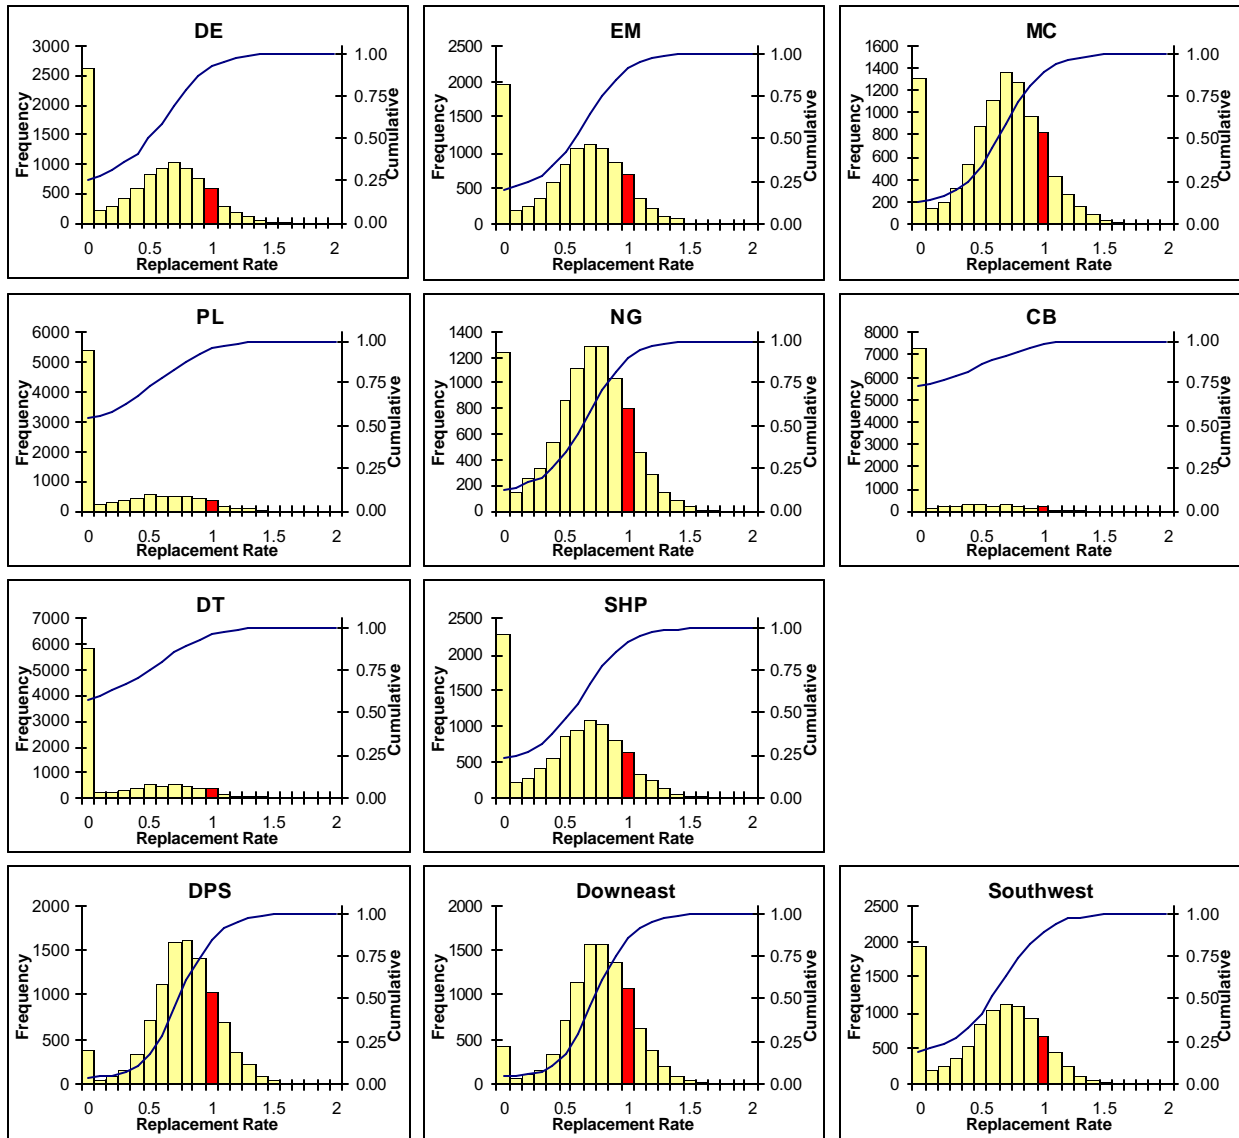 DE
3000
2500
2000
1500
1000
500
0
Frequency
1.00
0.75
0.50
0.25
0.00
Cumulative
0 0.5 1 1.5 2
Replacement Rate
EM
2500
2000
1500
1000
500
0
Frequency
1.00
0.75
0.50
0.25
0.00
Cumulative
0 0.5 1 1.5 2
Replacement Rate
MC
1600
1400
1200
1000
800
600
400
200
0
Frequency
1.00
0.75
0.50
0.25
0.00
Cumulative
0 0.5 1 1.5 2
Replacement Rate
PL
6000
5000
4000
3000
2000
1000
0
Frequency
1.00
0.75
0.50
0.25
0.00
Cumulative
0 0.5 1 1.5 2
Replacement Rate
NG
1400
1200
1000
800
600
400
200
0
Frequency
1.00
0.75
0.50
0.25
0.00
Cumulative
0 0.5 1 1.5 2
Replacement Rate
CB
8000
7000
6000
5000
4000
3000
2000
1000
0
Frequency
1.00
0.75
0.50
0.25
0.00
Cumulative
0 0.5 1 1.5 2
Replacement Rate
DT
7000
6000
5000
4000
3000
2000
1000
0
Frequency
1.00
0.75
0.50
0.25
0.00
Cumulative
0 0.5 1 1.5 2
Replacement Rate
SHP
2500
2000
1500
1000
500
0
Frequency
1.00
0.75
0.50
0.25
0.00
Cumulative
0 0.5 1 1.5 2
Replacement Rate
DPS
2000
1500
1000
500
0
Frequency
1.00
0.75
0.50
0.25
0.00
Cumulative
0 0.5 1 1.5 2
Replacement Rate
Downeast
2000
1500
1000
500
0
Frequency
1.00
0.75
0.50
0.25
0.00
Cumulative
0 0.5 1 1.5 2
Replacement Rate
Southwest
2500
2000
1500
1000
500
0
Frequency
1.00
0.75
0.50
0.25
0.00
Cumulative
0 0.5 1 1.5 2
Replacement Rate